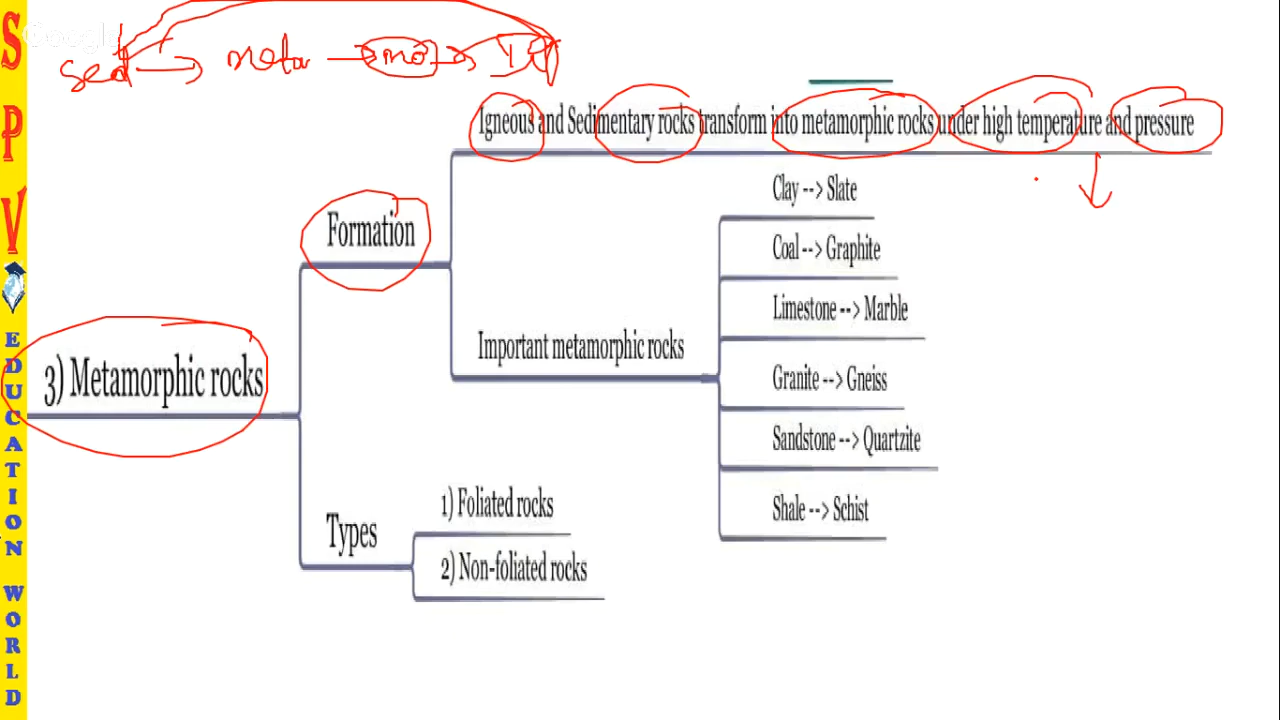 SPV EDUCATION WORLD
Google
sed → meta →
Igneous and Sedimentary rocks transform into metamorphic rocks under high temperature and pressure
Clay --> Slate
Formation
Coal --> Graphite
Limestone --> Marble
Important metamorphic rocks
3) Metamorphic rocks
Granite --> Gneiss
Sandstone --> Quartzite
1) Foliated rocks
Shale --> Schist
Types
2) Non-foliated rocks